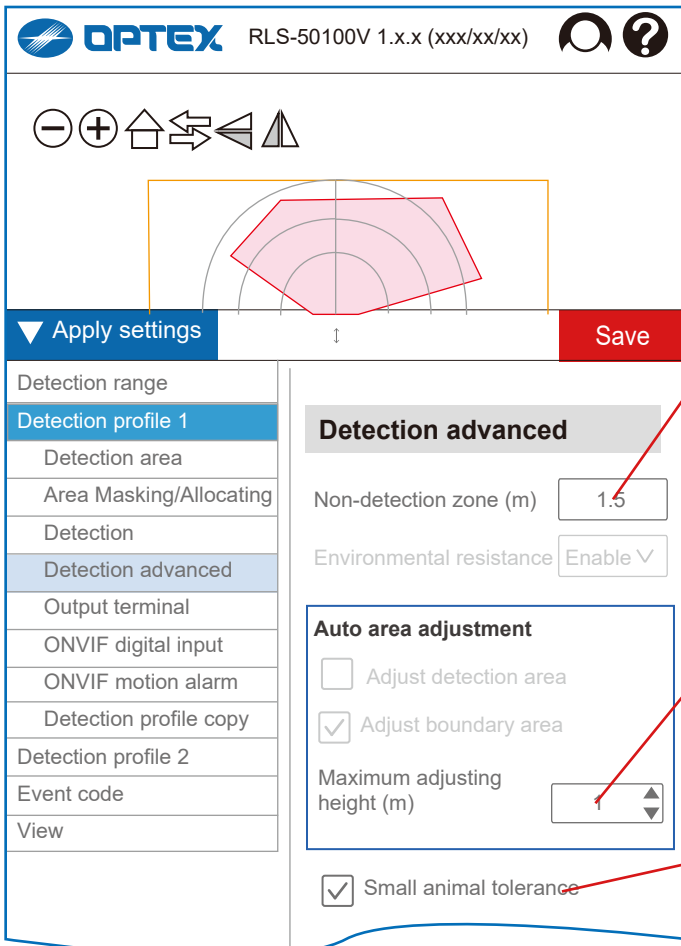 OPTEX RLS-50100V 1.x.x (xxx/xx/xx) ?
Apply settings
Save
Detection range
Detection profile 1
Detection area
Area Masking/Allocating
Detection
Detection advanced
Output terminal
ONVIF digital input
ONVIF motion alarm
Detection profile copy
Detection profile 2
Event code
View
Detection advanced
Non-detection zone (m) 1.5
Environmental resistance Enable
Auto area adjustment
Adjust detection area
Adjust boundary area
Maximum adjusting
height (m) 1
Small animal tolerance